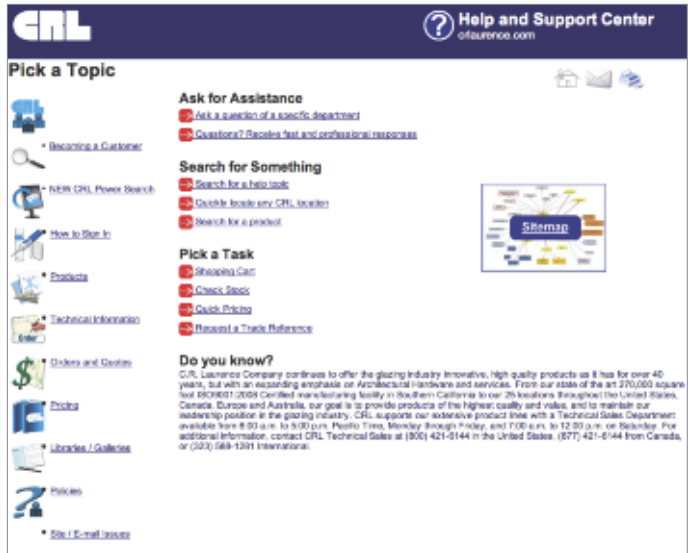 CRL
? Help and Support Center
crlaurence.com
Pick a Topic
Becoming a Customer
NEW CRL Power Search
How to Sign In
Products
Technical Information
Order
Orders and Quotes
Pricing
Libraries / Galleries
Policies
Site / E-mail Issues
Ask for Assistance
Ask a question of a specific department
Questions? Receive fast and professional responses
Search for Something
Search for a help topic
Quickly locate any CRL location
Search for a product
Pick a Task
Shopping Cart
Check Stock
Quick Pricing
Request a Trade Reference
Sitemap
Do you know?
C.R. Laurence Company continues to offer the glazing industry innovative, high quality products as it has for over 40
years, but with an expanding emphasis on Architectural Hardware and services. From our state of the art 270,000 square
foot ISO9001:2008 Certified manufacturing facility in Southern California to our 25 locations throughout the United States,
Canada, Europe and Australia, our goal is to provide products of the highest quality and value, and to maintain our
leadership position in the glazing industry. CRL supports our extensive product lines with a Technical Sales Department
available from 6:00 a.m. to 5:00 p.m. Pacific Time, Monday through Friday, and 7:00 a.m. to 12:00 p.m. on Saturday. For
additional information, contact CRL Technical Sales at (800) 421-6144 in the United States, (877) 421-6144 from Canada,
or (323) 588-1281 International.